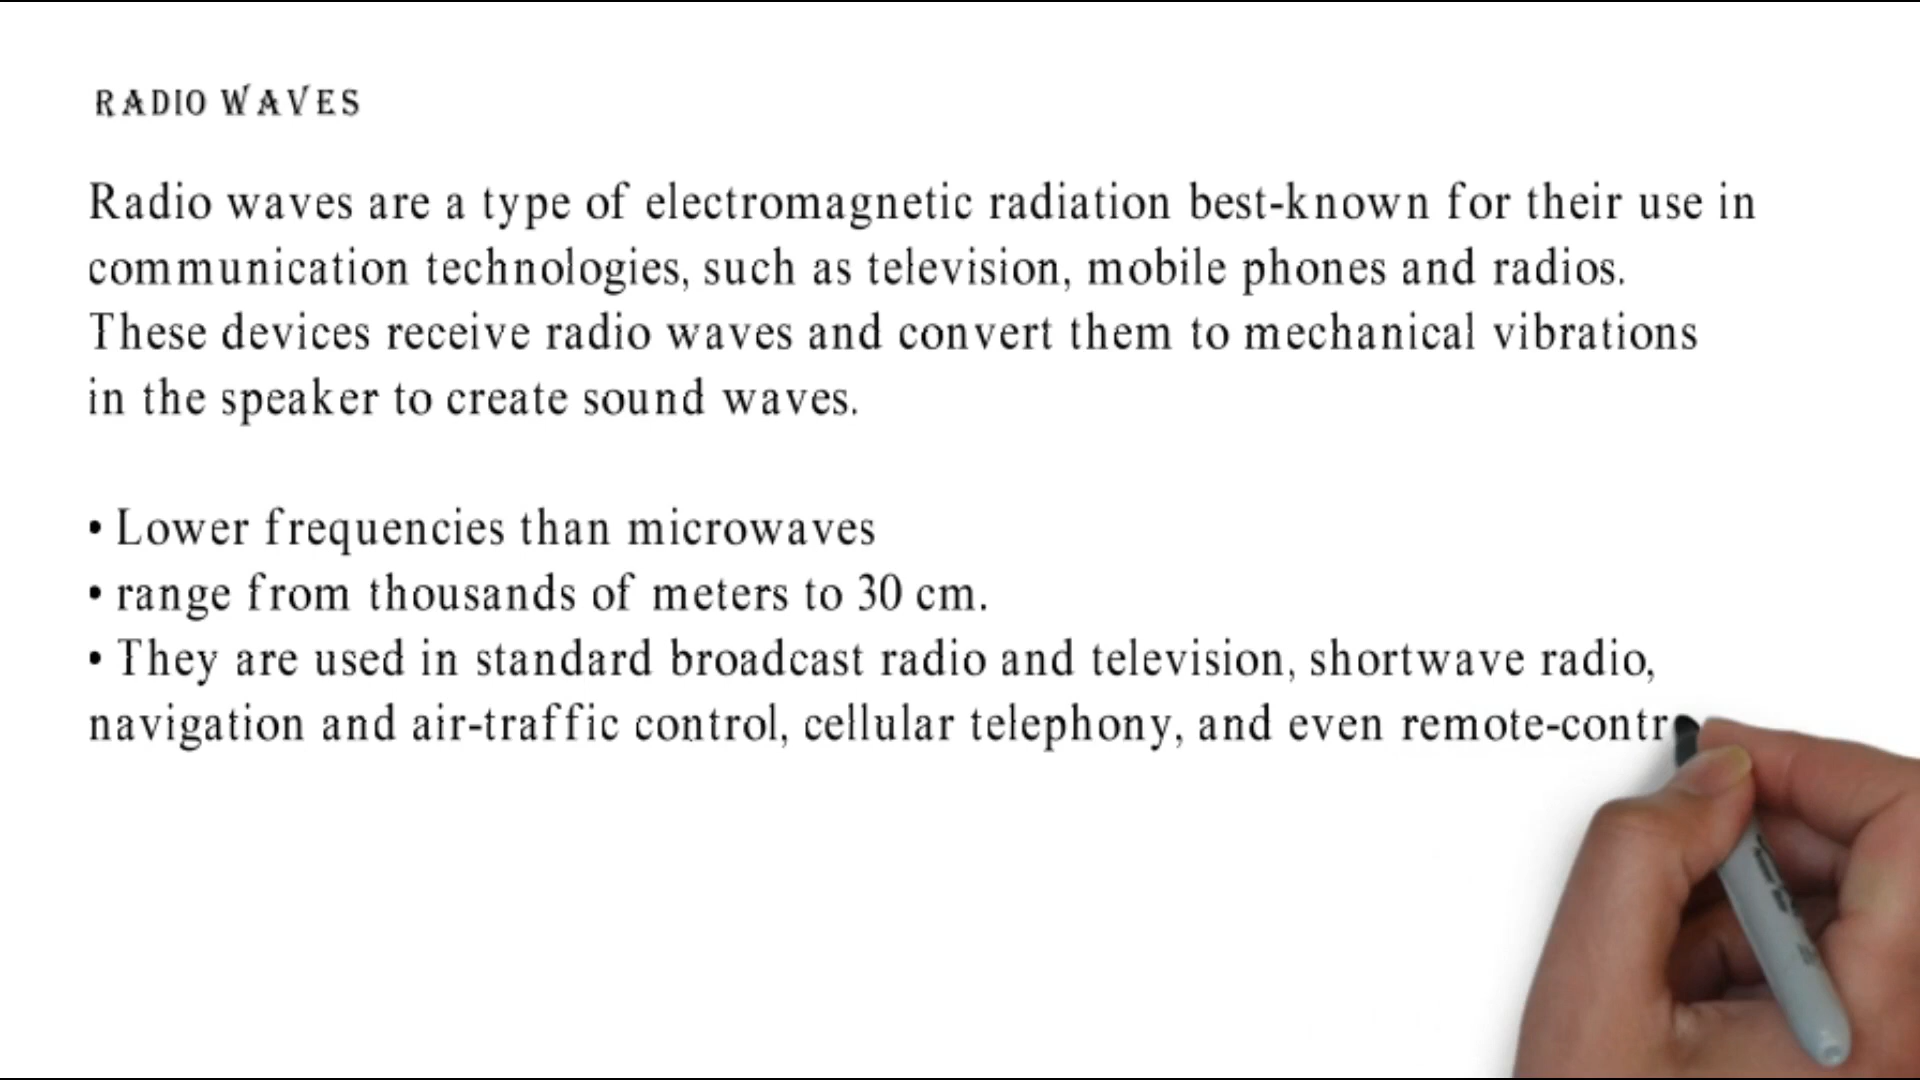 RADIO WAVES
Radio waves are a type of electromagnetic radiation best-known for their use in
communication technologies, such as television, mobile phones and radios.
These devices receive radio waves and convert them to mechanical vibrations
in the speaker to create sound waves.
• Lower frequencies than microwaves
• range from thousands of meters to 30 cm.
• They are used in standard broadcast radio and television, shortwave radio,
navigation and air-traffic control, cellular telephony, and even remote-contr